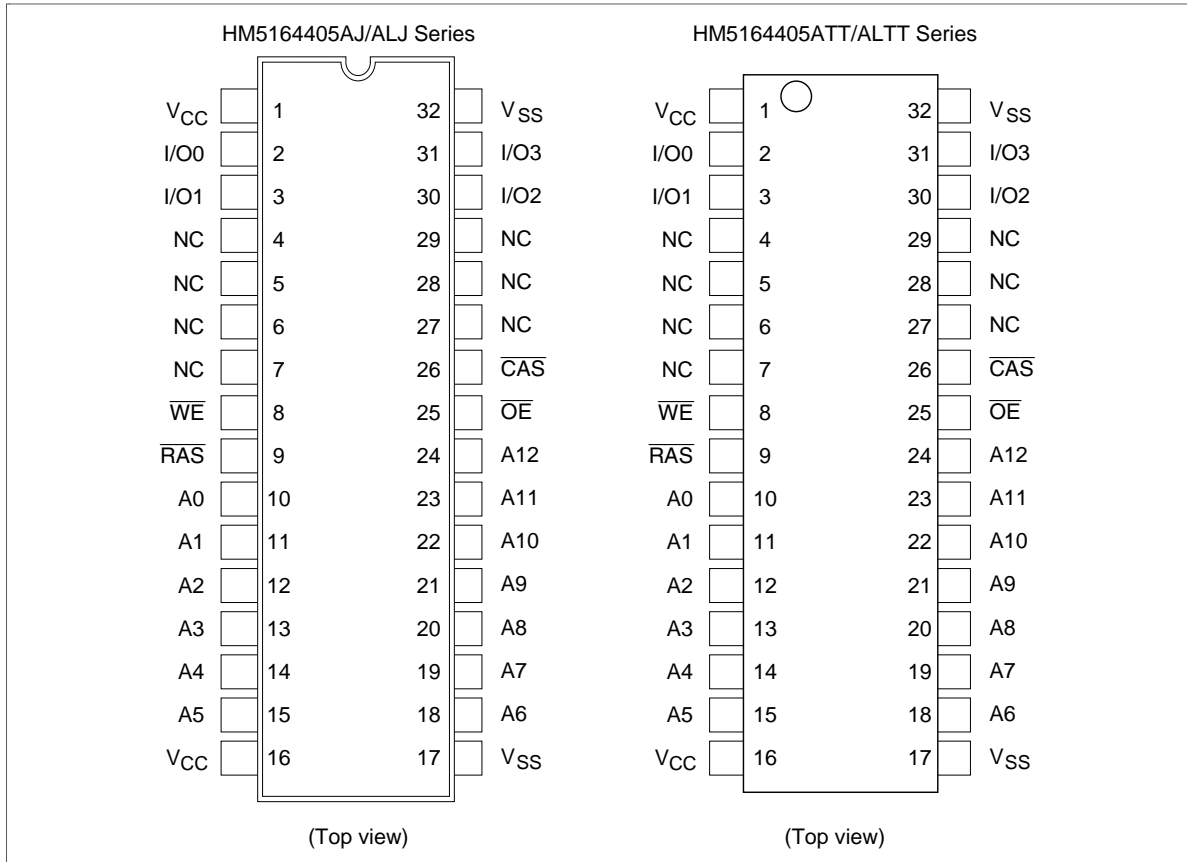 HM5164405AJ/ALJ Series
VCC 1 32 VSS
I/O0 2 31 I/O3
I/O1 3 30 I/O2
NC 4 29 NC
NC 5 28 NC
NC 6 27 NC
NC 7 26 CAS
WE 8 25 OE
RAS 9 24 A12
A0 10 23 A11
A1 11 22 A10
A2 12 21 A9
A3 13 20 A8
A4 14 19 A7
A5 15 18 A6
VCC 16 17 VSS
(Top view)
HM5164405ATT/ALTT Series
VCC 1 32 VSS
I/O0 2 31 I/O3
I/O1 3 30 I/O2
NC 4 29 NC
NC 5 28 NC
NC 6 27 NC
NC 7 26 CAS
WE 8 25 OE
RAS 9 24 A12
A0 10 23 A11
A1 11 22 A10
A2 12 21 A9
A3 13 20 A8
A4 14 19 A7
A5 15 18 A6
VCC 16 17 VSS
(Top view)